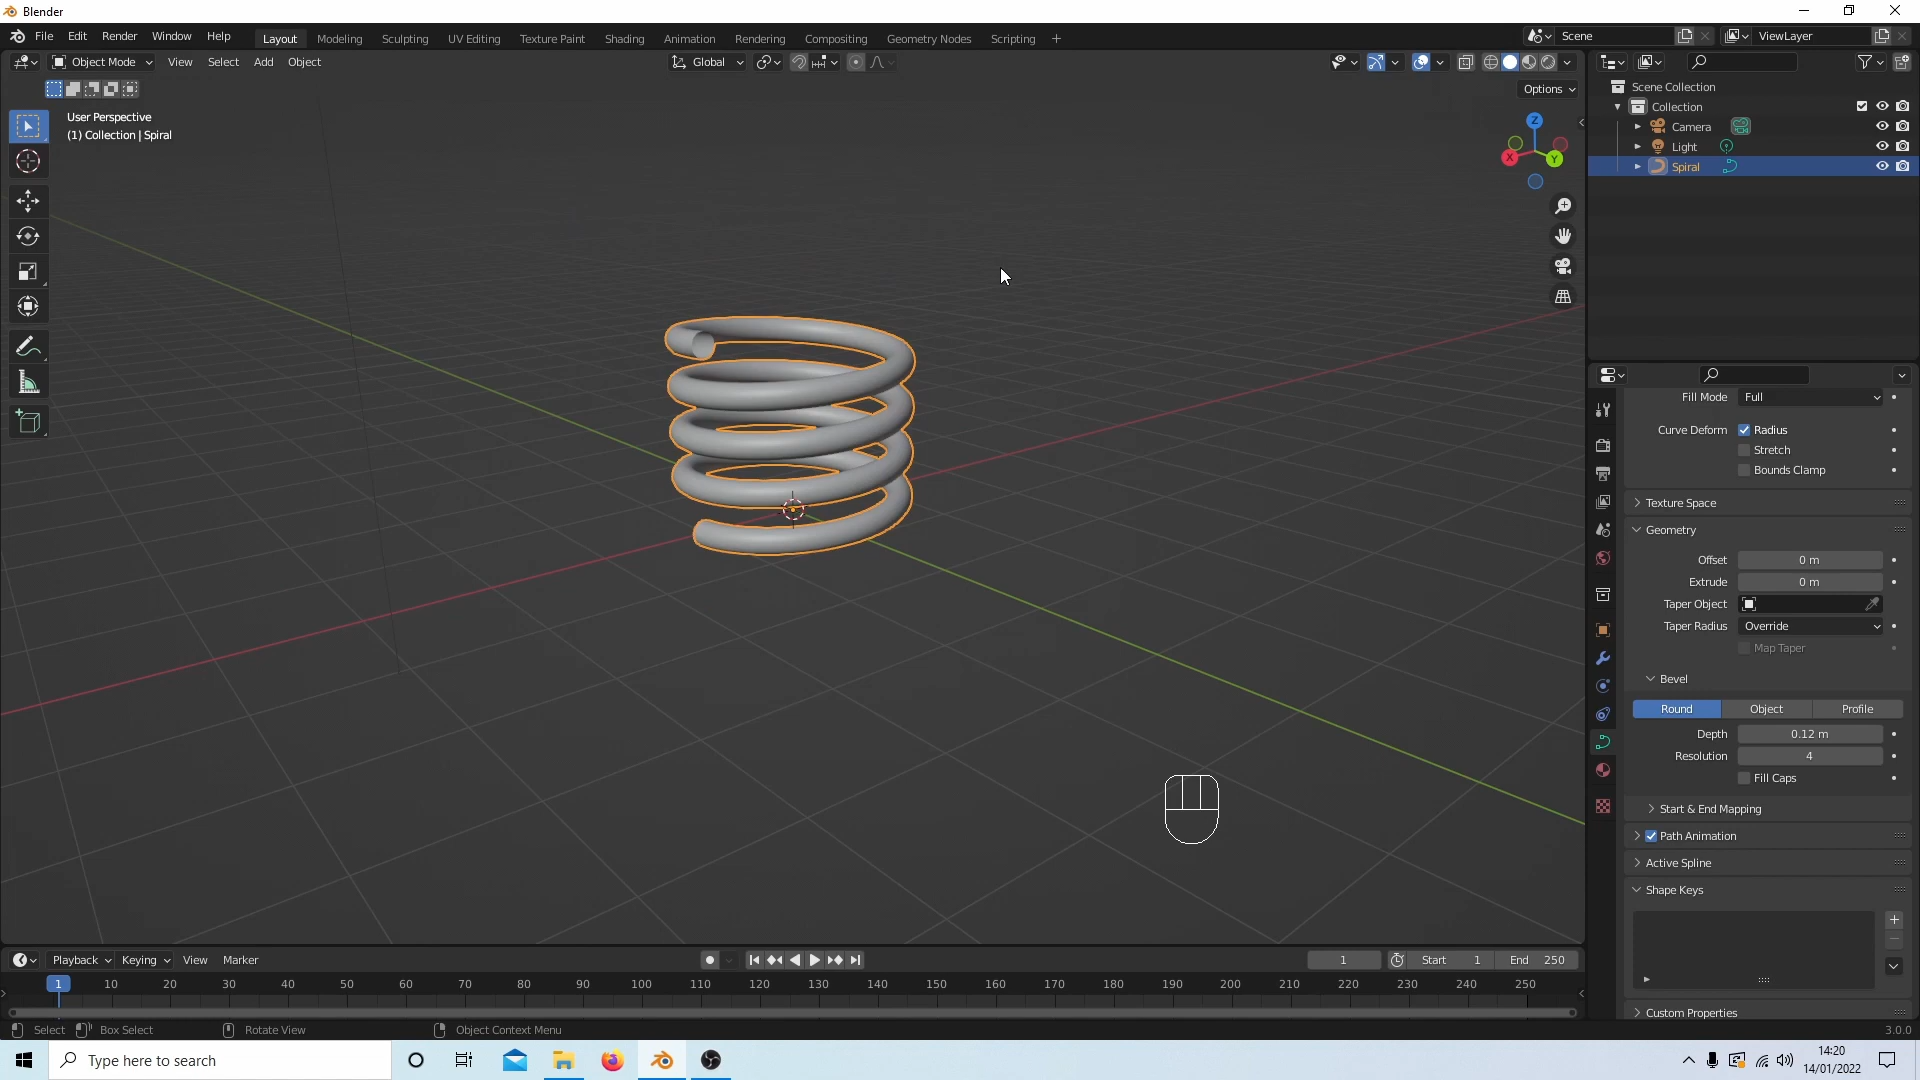 Blender
File Edit Render Window Help Layout Modeling Sculpting UV Editing Texture Paint Shading Animation Rendering Compositing Geometry Nodes Scripting + Scene ViewLayer
Object Mode View Select Add Object Global
Options
User Perspective
(1) Collection | Spiral
Z
X Y
Scene Collection
Collection
Camera
Light
Spiral
Fill Mode Full
Curve Deform Radius
Stretch
Bounds Clamp
Texture Space
Geometry
Offset 0 m
Extrude 0 m
Taper Object
Taper Radius Override
Map Taper
Bevel
Round Object Profile
Depth 0.12 m
Resolution 4
Fill Caps
Start & End Mapping
Path Animation
Active Spline
Shape Keys
Custom Properties
Playback Keying View Marker 1 Start 1 End 250
1 10 20 30 40 50 60 70 80 90 100 110 120 130 140 150 160 170 180 190 200 210 220 230 240 250
Select Box Select Rotate View Object Context Menu 3.0.0
Type here to search
14:20
14/01/2022